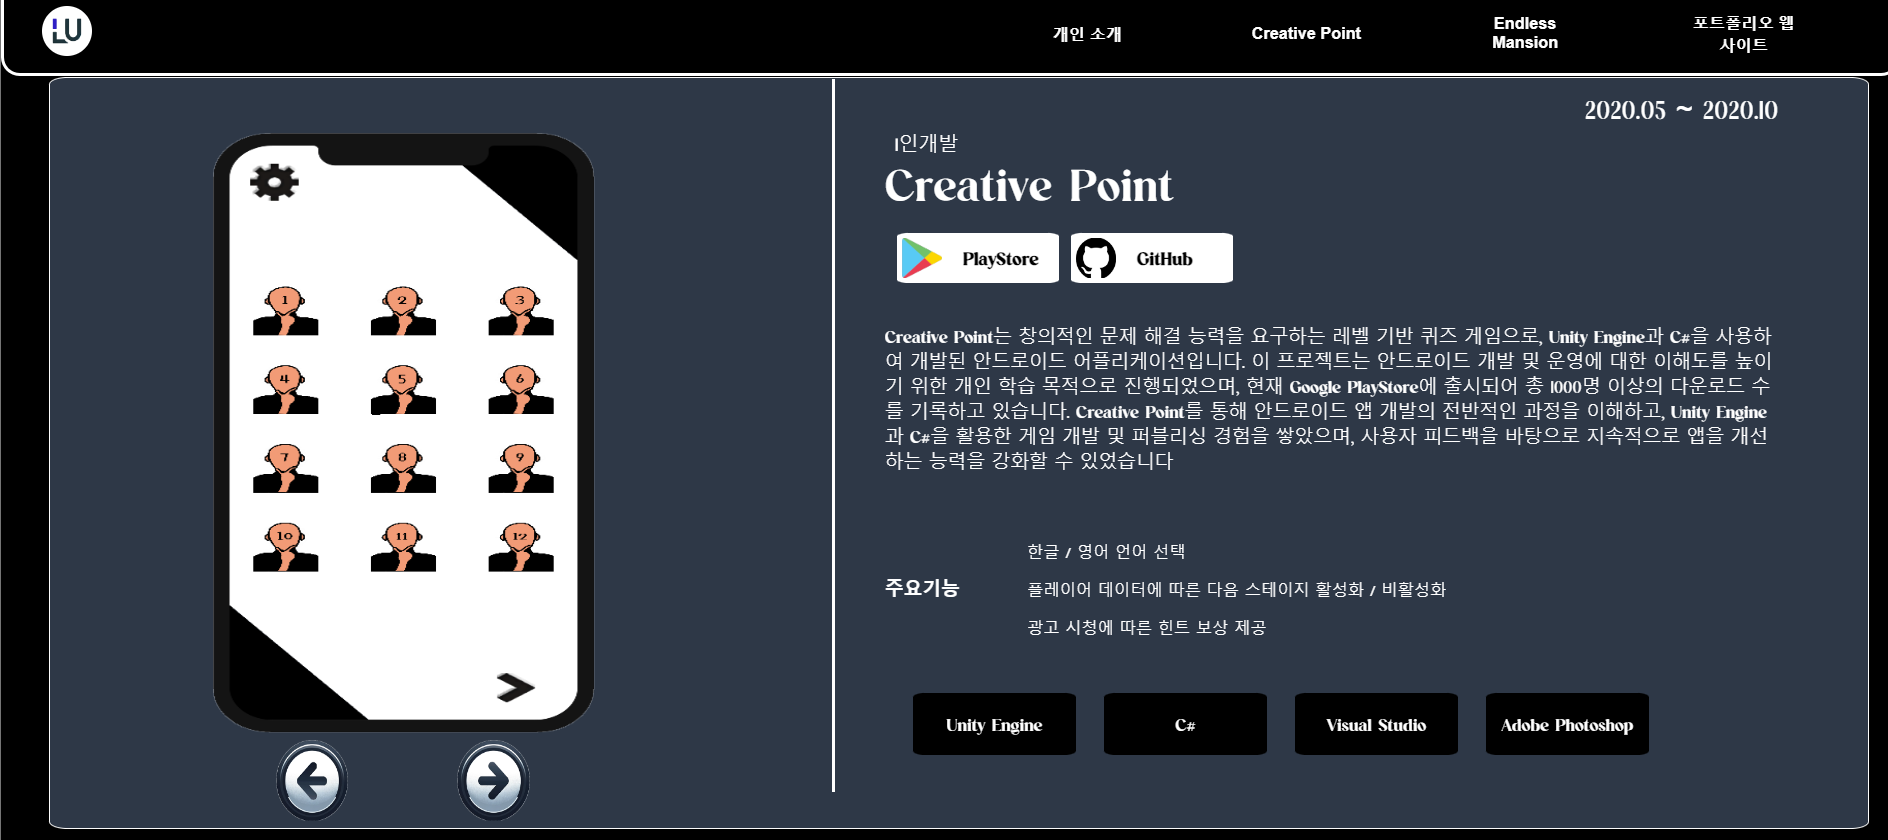 LU
개인 소개
Creative Point
Endless
Mansion
포트폴리오 웹
사이트
2020.05 ~ 2020.10
1인개발
Creative Point
PlayStore
GitHub
Creative Point는 창의적인 문제 해결 능력을 요구하는 레벨 기반 퀴즈 게임으로, Unity Engine과 C#을 사용하
여 개발된 안드로이드 어플리케이션입니다. 이 프로젝트는 안드로이드 개발 및 운영에 대한 이해도를 높이
기 위한 개인 학습 목적으로 진행되었으며, 현재 Google PlayStore에 출시되어 총 1000명 이상의 다운로드 수
를 기록하고 있습니다. Creative Point를 통해 안드로이드 앱 개발의 전반적인 과정을 이해하고, Unity Engine
과 C#을 활용한 게임 개발 및 퍼블리싱 경험을 쌓았으며, 사용자 피드백을 바탕으로 지속적으로 앱을 개선
하는 능력을 강화할 수 있었습니다
주요기능
한글 / 영어 언어 선택
플레이어 데이터에 따른 다음 스테이지 활성화 / 비활성화
광고 시청에 따른 힌트 보상 제공
Unity Engine
C#
Visual Studio
Adobe Photoshop
1 2 3
4 5 6
7 8 9
10 11 12